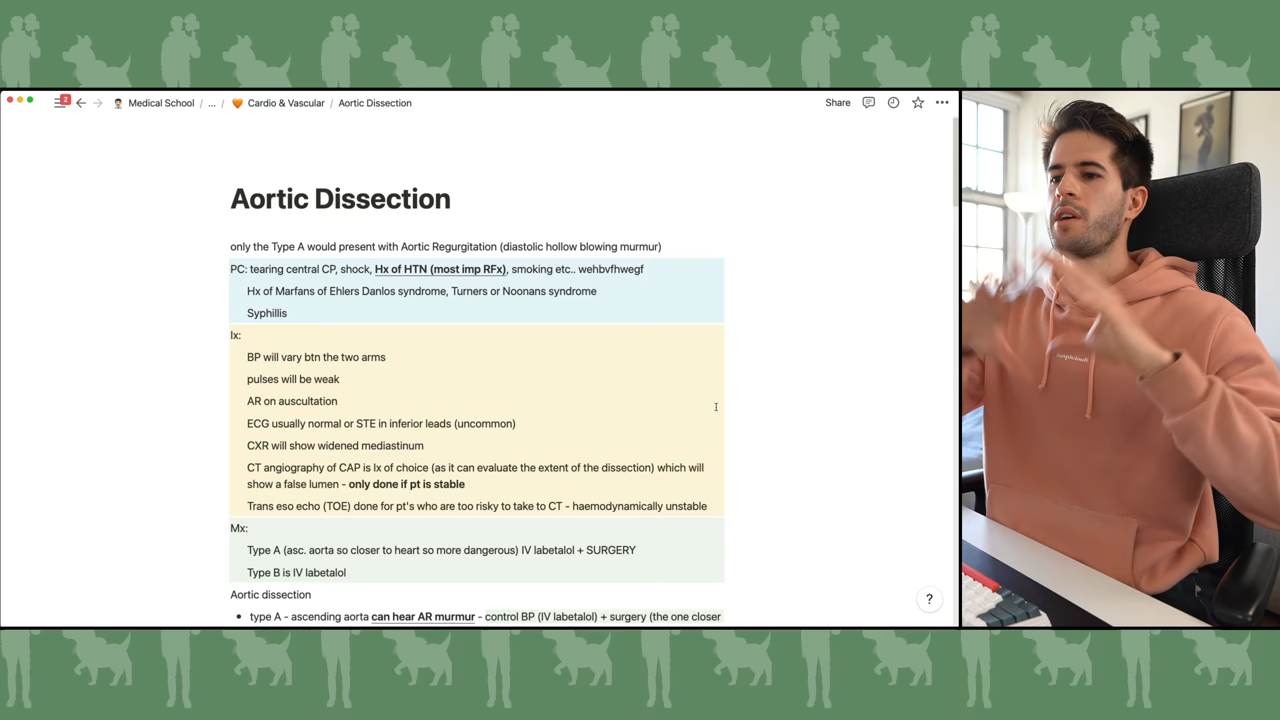 2
Medical School / ... / Cardio & Vascular / Aortic Dissection
Share
Aortic Dissection
only the Type A would present with Aortic Regurgitation (diastolic hollow blowing murmur)
PC: tearing central CP, shock, Hx of HTN (most imp RFx), smoking etc.. wehbvfhwegf
Hx of Marfans of Ehlers Danlos syndrome, Turners or Noonans syndrome
Syphillis
Ix:
BP will vary btn the two arms
pulses will be weak
AR on auscultation
ECG usually normal or STE in inferior leads (uncommon)
CXR will show widened mediastinum
CT angiography of CAP is Ix of choice (as it can evaluate the extent of the dissection) which will
show a false lumen - only done if pt is stable
Trans eso echo (TOE) done for pt's who are too risky to take to CT - haemodynamically unstable
Mx:
Type A (asc. aorta so closer to heart so more dangerous) IV labetalol + SURGERY
Type B is IV labetalol
Aortic dissection
• type A - ascending aorta can hear AR murmur - control BP (IV labetalol) + surgery (the one closer
?